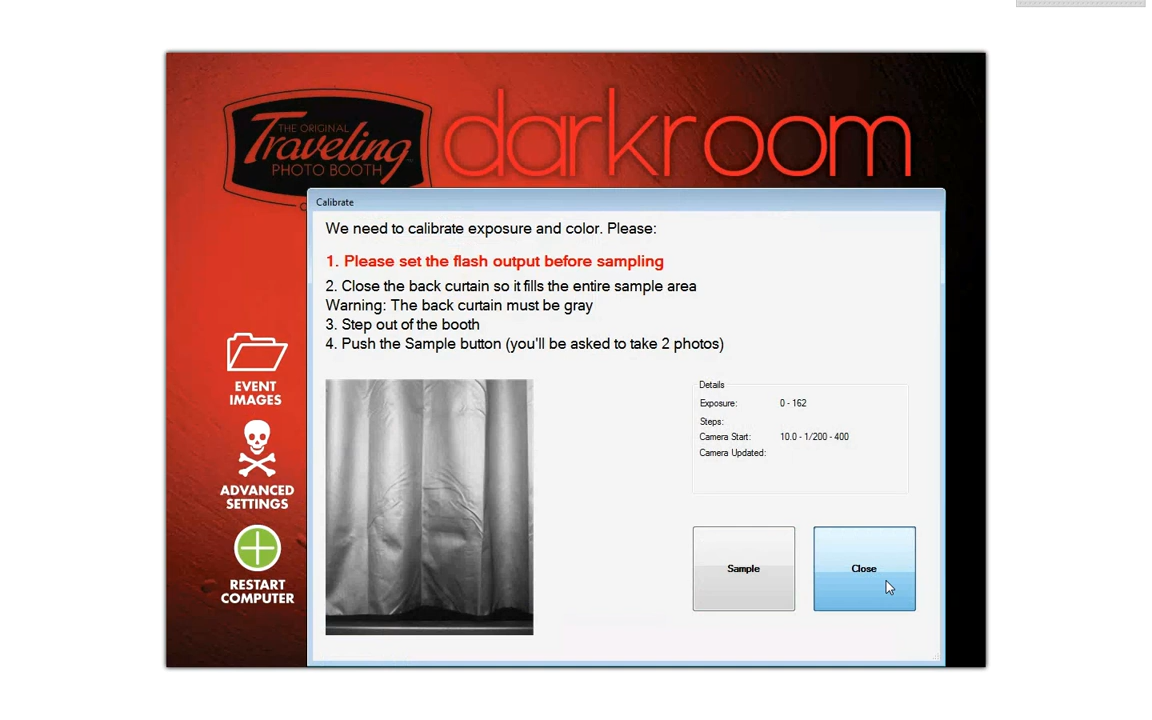 THE ORIGINAL
Traveling
PHOTO BOOTH
darkroom
Calibrate
We need to calibrate exposure and color. Please:
1. Please set the flash output before sampling
2. Close the back curtain so it fills the entire sample area
Warning: The back curtain must be gray
3. Step out of the booth
4. Push the Sample button (you'll be asked to take 2 photos)
EVENT
IMAGES
ADVANCED
SETTINGS
RESTART
COMPUTER
Details
Exposure: 0 - 162
Steps:
Camera Start: 10.0 - 1/200 - 400
Camera Updated:
Sample
Close